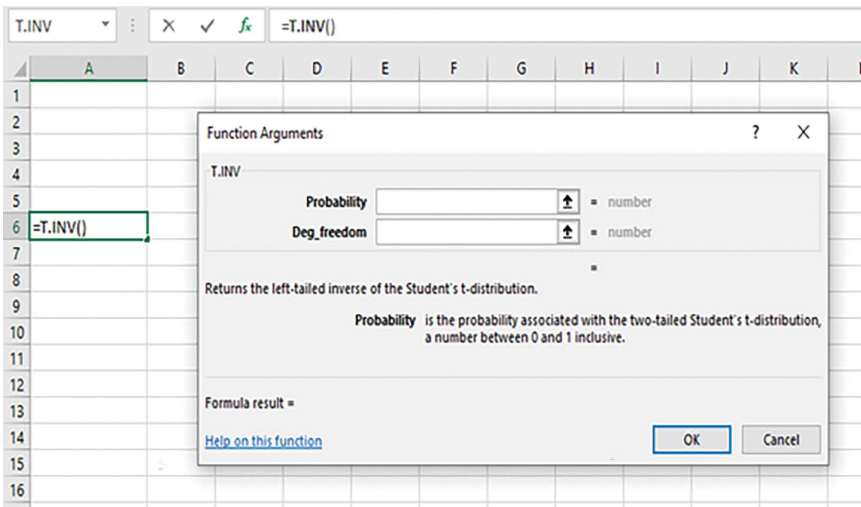 T.INV fx =T.INV()
A B C D E F G H I J K
1
2
Function Arguments ? X
3
4
T.INV
5
Probability = number
6 =T.INV()
Deg_freedom = number
7
8
=
Returns the left-tailed inverse of the Student's t-distribution.
9
Probability is the probability associated with the two-tailed Student's t-distribution,
10
a number between 0 and 1 inclusive.
11
12
Formula result =
13
14
Help on this function OK Cancel
15
16